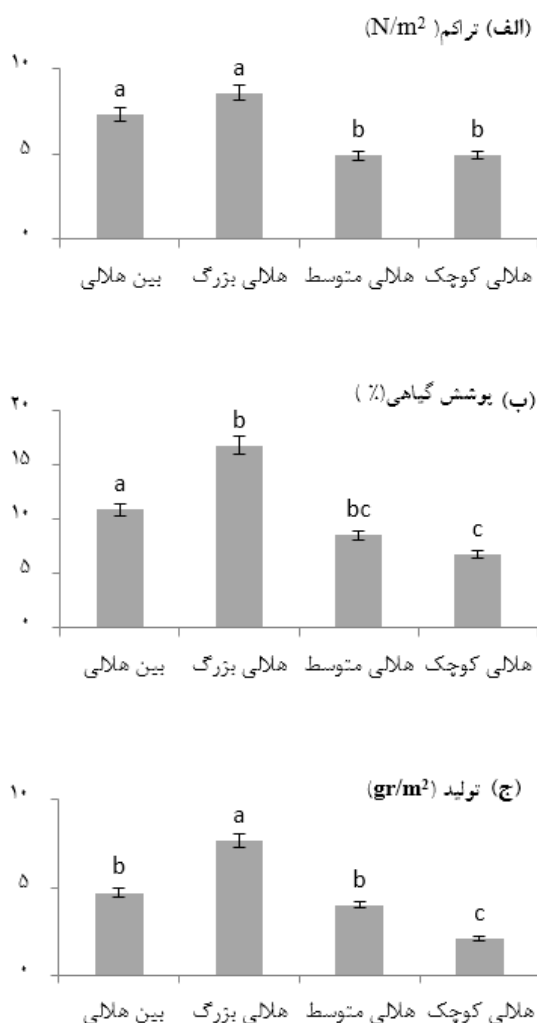 (الف) تراکم( N/m²)
۱۰
a a b b
۵
۰
بین هلالی هلالی بزرگ هلالی متوسط هلالی کوچک
(ب) پوشش گیاهی(٪ )
۲۰
b
۱۵
a
۱۰
bc c
۵
۰
بین هلالی هلالی بزرگ هلالی متوسط هلالی کوچک
(ج) تولید (gr/m²)
۱۰
a
b b
۵
c
۰
بین هلالی هلالی بزرگ هلالی متوسط هلالی کوچک